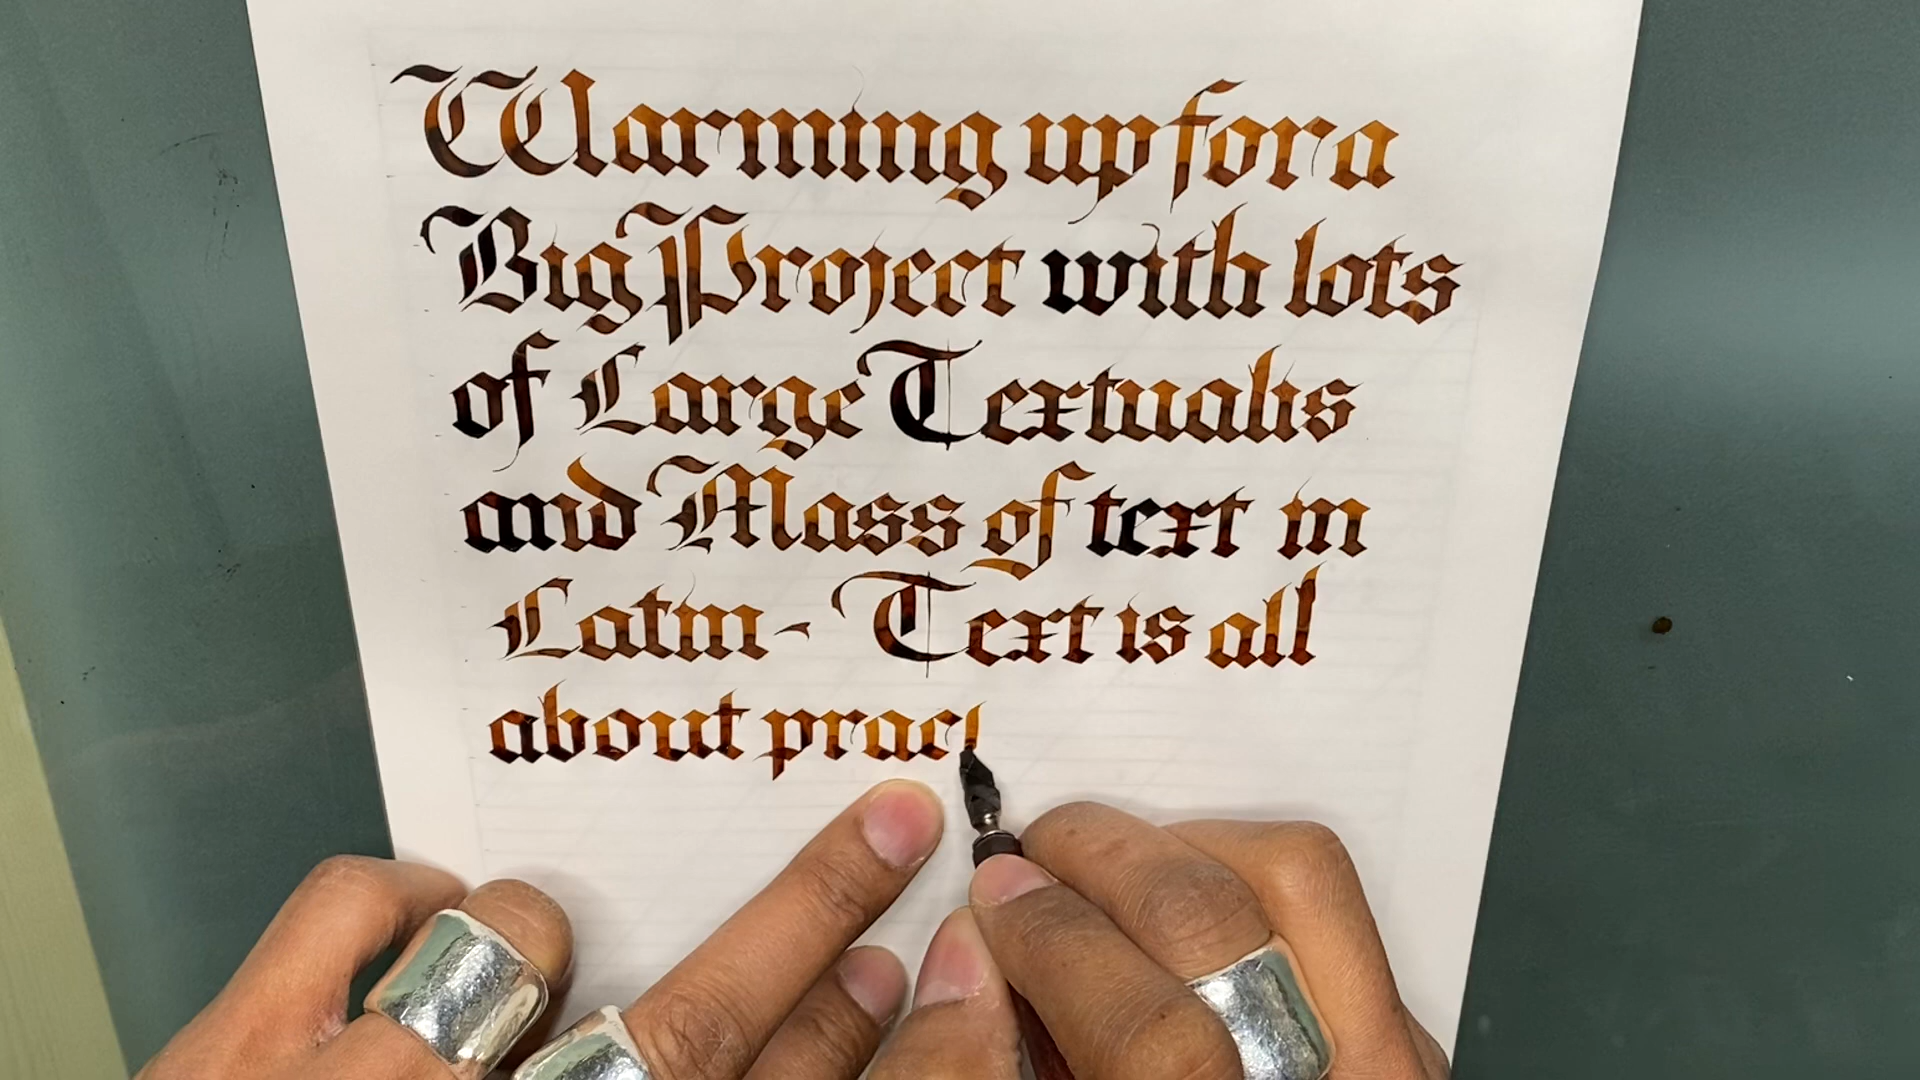 Warming up for a
Big Project with lots
of Large Textualis
and Mass of text in
Latin - Text is all
about prac